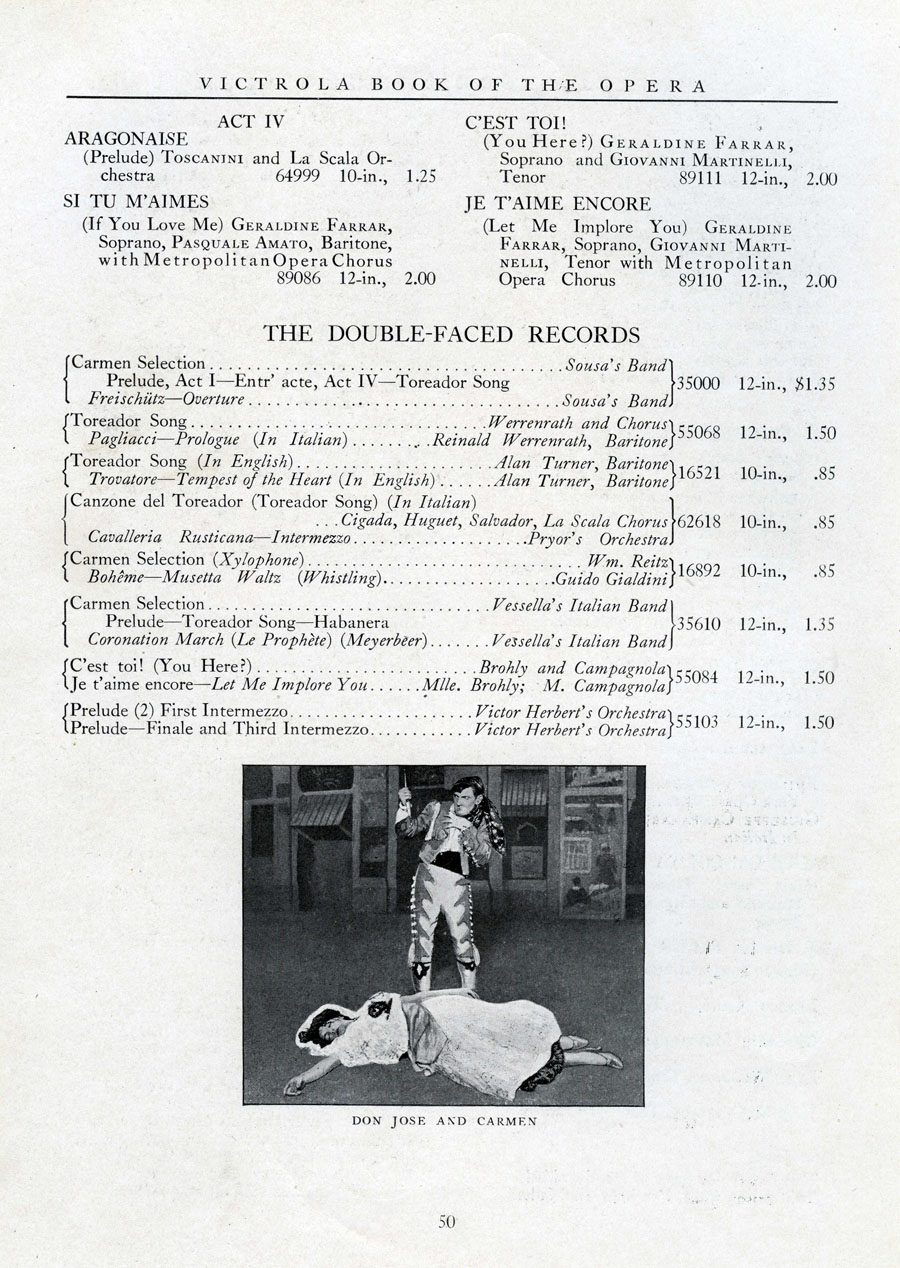 VICTROLA BOOK OF THE OPERA
ACT IV
ARAGONAISE
(Prelude) TOSCANINI and La Scala Or-
chestra 64999 10-in., 1.25
SI TU M'AIMES
(If You Love Me) GERALDINE FARRAR,
Soprano, PASQUALE AMATO, Baritone,
with Metropolitan Opera Chorus
89086 12-in., 2.00
C'EST TOI!
(You Here?) GERALDINE FARRAR,
Soprano and GIOVANNI MARTINELLI,
Tenor 89111 12-in., 2.00
JE T'AIME ENCORE
(Let Me Implore You) GERALDINE
FARRAR, Soprano, GIOVANNI MARTI-
NELLI, Tenor with Metropolitan
Opera Chorus 89110 12-in., 2.00
THE DOUBLE-FACED RECORDS
Carmen Selection Sousa's Band
Prelude, Act I—Entr' acte, Act IV—Toreador Song 35000 12-in., $1.35
Freischütz—Overture Sousa's Band
Toreador Song Werrenrath and Chorus
Pagliacci—Prologue (In Italian) Reinald Werrenrath, Baritone 55068 12-in., 1.50
Toreador Song (In English) Alan Turner, Baritone
Trovatore—Tempest of the Heart (In English) Alan Turner, Baritone 16521 10-in., .85
Canzone del Toreador (Toreador Song) (In Italian)
Cigada, Huguet, Salvador, La Scala Chorus 62618 10-in., .85
Cavalleria Rusticana—Intermezzo Pryor's Orchestra
Carmen Selection (Xylophone) Wm. Reitz
Bohême—Musetta Waltz (Whistling) Guido Gialdini 16892 10-in., .85
Carmen Selection Vessella's Italian Band
Prelude—Toreador Song—Habanera 35610 12-in., 1.35
Coronation March (Le Prophète) (Meyerbeer) Vessella's Italian Band
C'est toi! (You Here?) Brohly and Campagnola
Je t'aime encore—Let Me Implore You Mlle. Brohly; M. Campagnola 55084 12-in., 1.50
Prelude (2) First Intermezzo Victor Herbert's Orchestra
Prelude—Finale and Third Intermezzo Victor Herbert's Orchestra 55103 12-in., 1.50
DON JOSE AND CARMEN
50